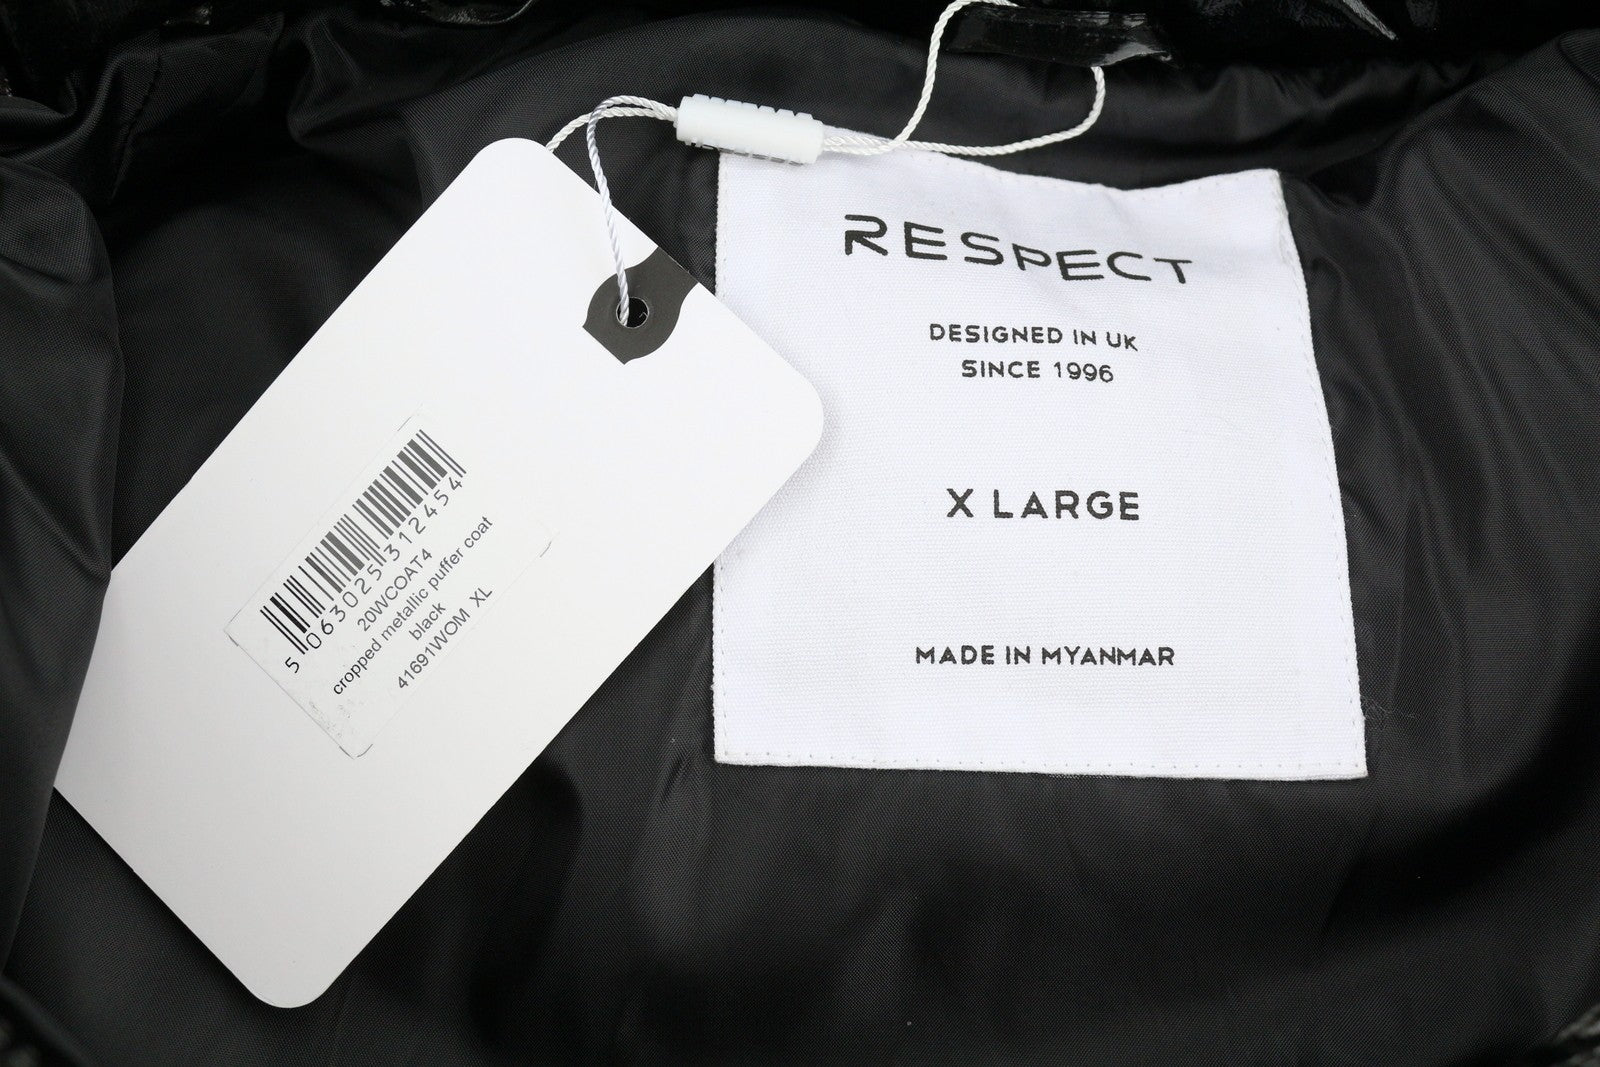 RESPECT
DESIGNED IN UK
SINCE 1996
X LARGE
MADE IN MYANMAR
5 063025 312454
20WCOAT4
cropped metallic puffer coat
black
41691WOM XL